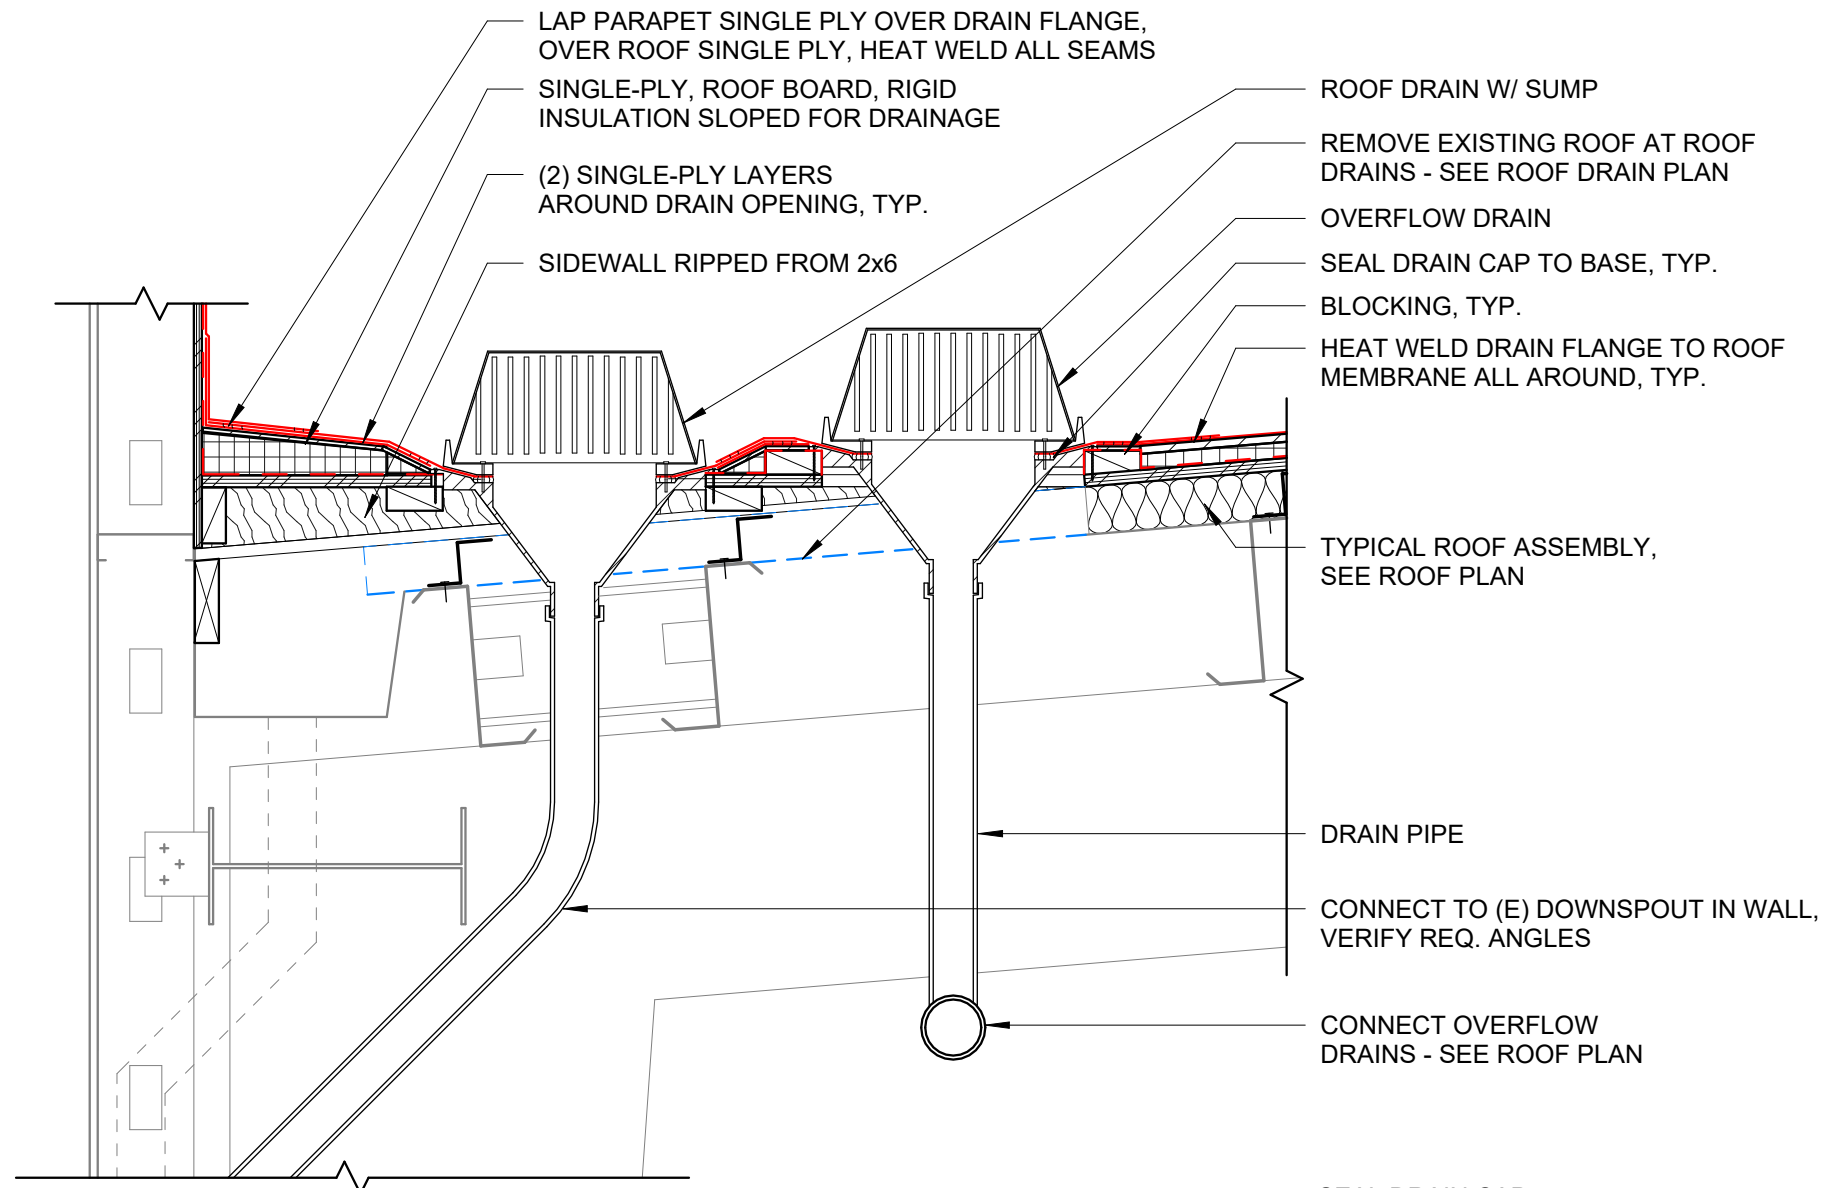 LAP PARAPET SINGLE PLY OVER DRAIN FLANGE,
OVER ROOF SINGLE PLY, HEAT WELD ALL SEAMS
SINGLE-PLY, ROOF BOARD, RIGID
INSULATION SLOPED FOR DRAINAGE
(2) SINGLE-PLY LAYERS
AROUND DRAIN OPENING, TYP.
SIDEWALL RIPPED FROM 2x6
ROOF DRAIN W/ SUMP
REMOVE EXISTING ROOF AT ROOF
DRAINS - SEE ROOF DRAIN PLAN
OVERFLOW DRAIN
SEAL DRAIN CAP TO BASE, TYP.
BLOCKING, TYP.
HEAT WELD DRAIN FLANGE TO ROOF
MEMBRANE ALL AROUND, TYP.
TYPICAL ROOF ASSEMBLY,
SEE ROOF PLAN
DRAIN PIPE
CONNECT TO (E) DOWNSPOUT IN WALL,
VERIFY REQ. ANGLES
CONNECT OVERFLOW
DRAINS - SEE ROOF PLAN